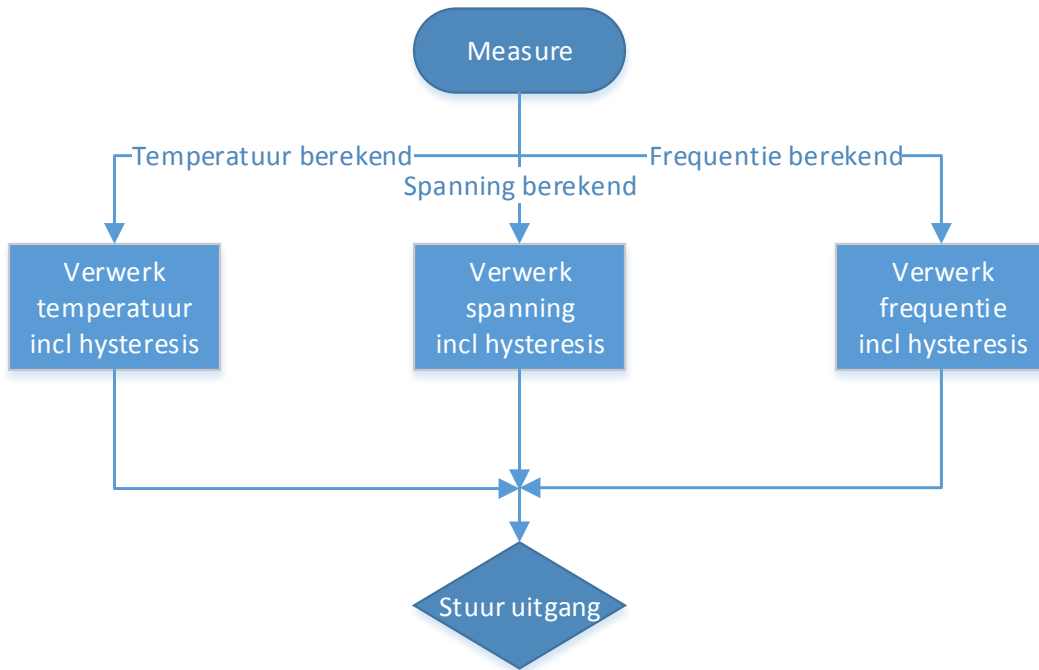 Measure
Temperatuur berekend
Frequentie berekend
Spanning berekend
Verwerk
temperatuur
incl hysteresis
Verwerk
spanning
incl hysteresis
Verwerk
frequentie
incl hysteresis
Stuur uitgang